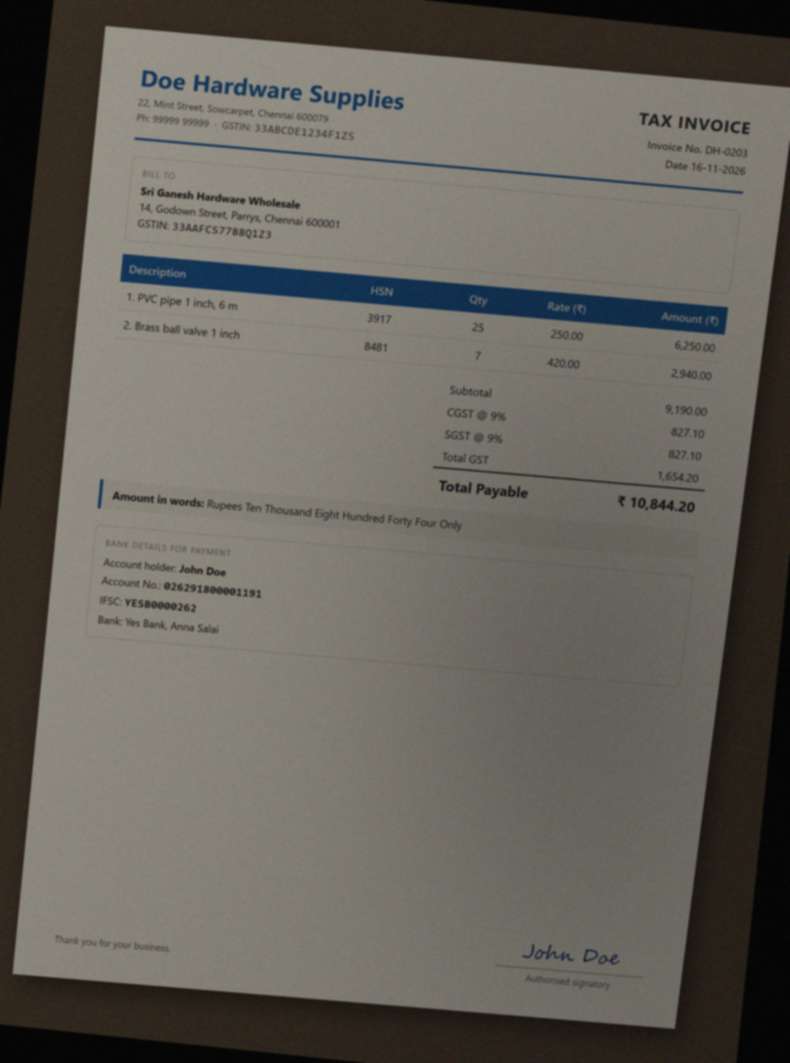 Doe Hardware Supplies
22, Mint Street, Sowcarpet, Chennai 600079
Ph: 99999 99999 · GSTIN: 33ABCDE1234F1Z5
TAX INVOICE
Invoice No. DH-0203
Date 16-11-2026
BILL TO
Sri Ganesh Hardware Wholesale
14, Godown Street, Parrys, Chennai 600001
GSTIN: 33AAFCS7788Q1Z3
Description HSN Qty Rate (₹) Amount (₹)
1. PVC pipe 1 inch, 6 m 3917 25 250.00 6,250.00
2. Brass ball valve 1 inch 8481 7 420.00 2,940.00
Subtotal 9,190.00
CGST @ 9% 827.10
SGST @ 9% 827.10
Total GST 1,654.20
Total Payable ₹ 10,844.20
Amount in words: Rupees Ten Thousand Eight Hundred Forty Four Only
BANK DETAILS FOR PAYMENT
Account holder: John Doe
Account No.: 026291800001191
IFSC: YESB0000262
Bank: Yes Bank, Anna Salai
Thank you for your business.
John Doe
Authorised signatory